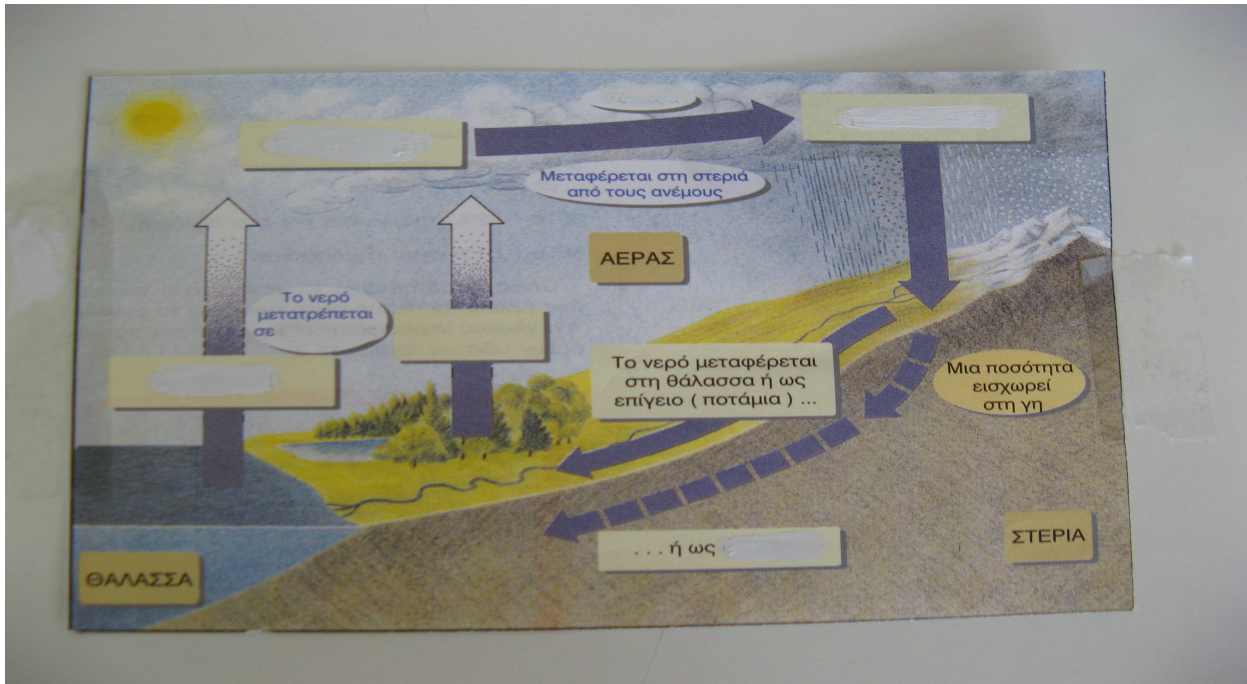 Μεταφέρεται στη στεριά
από τους ανέμους
ΑΕΡΑΣ
Το νερό
μετατρέπεται
σε
Το νερό μεταφέρεται
στη θάλασσα ή ως
επίγειο ( ποτάμια ) ...
Μια ποσότητα
εισχωρεί
στη γη
. . . ή ως
ΣΤΕΡΙΑ
ΘΑΛΑΣΣΑ